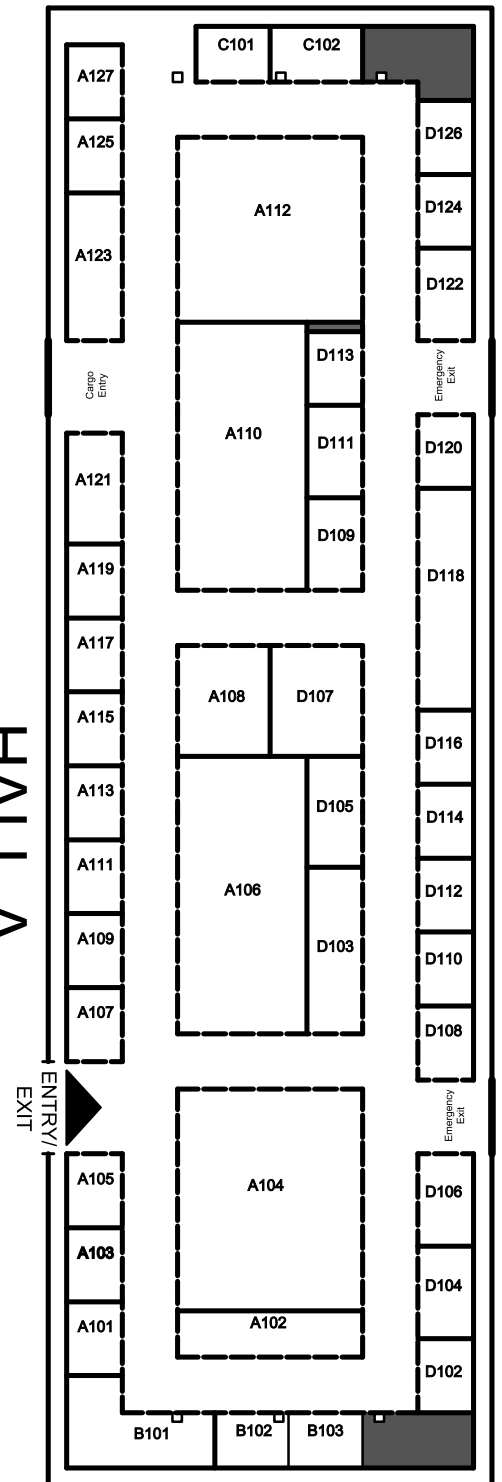 C101
C102
A127
A125
D126
A112
D124
A123
D122
D113
Cargo
Entry
Emergency
Exit
A110
D111
D120
A121
D109
A119
D118
A117
A108
D107
A115
D116
A113
D105
D114
A111
A106
D112
A109
D103
D110
A107
D108
ENTRY/
EXIT
Emergency
Exit
A105
A104
D106
A103
D104
A101
A102
D102
B101
B102
B103